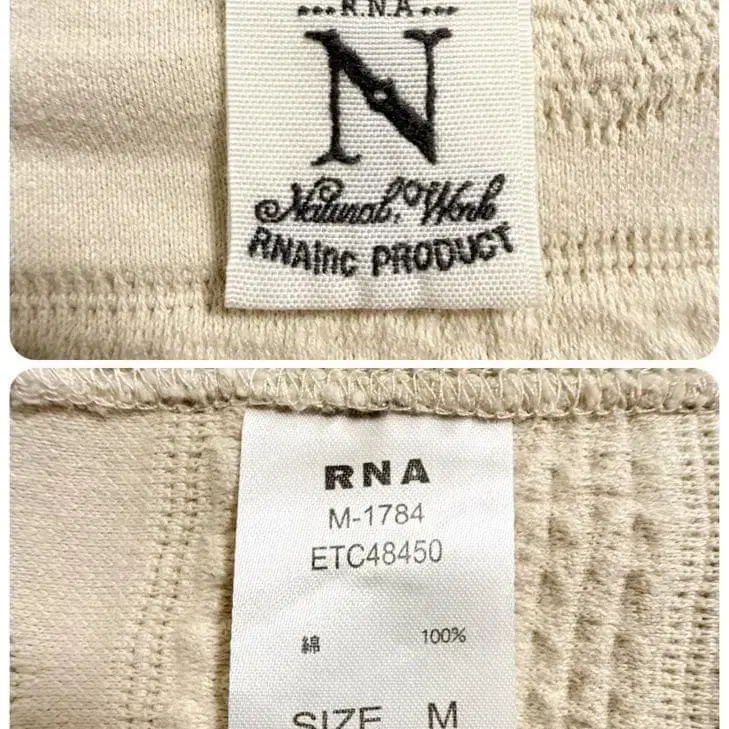 ...R.N.A...
N
Natural, Work
RNAInc PRODUCT
RNA
M-1784
ETC48450
綿 100%
SIZE M